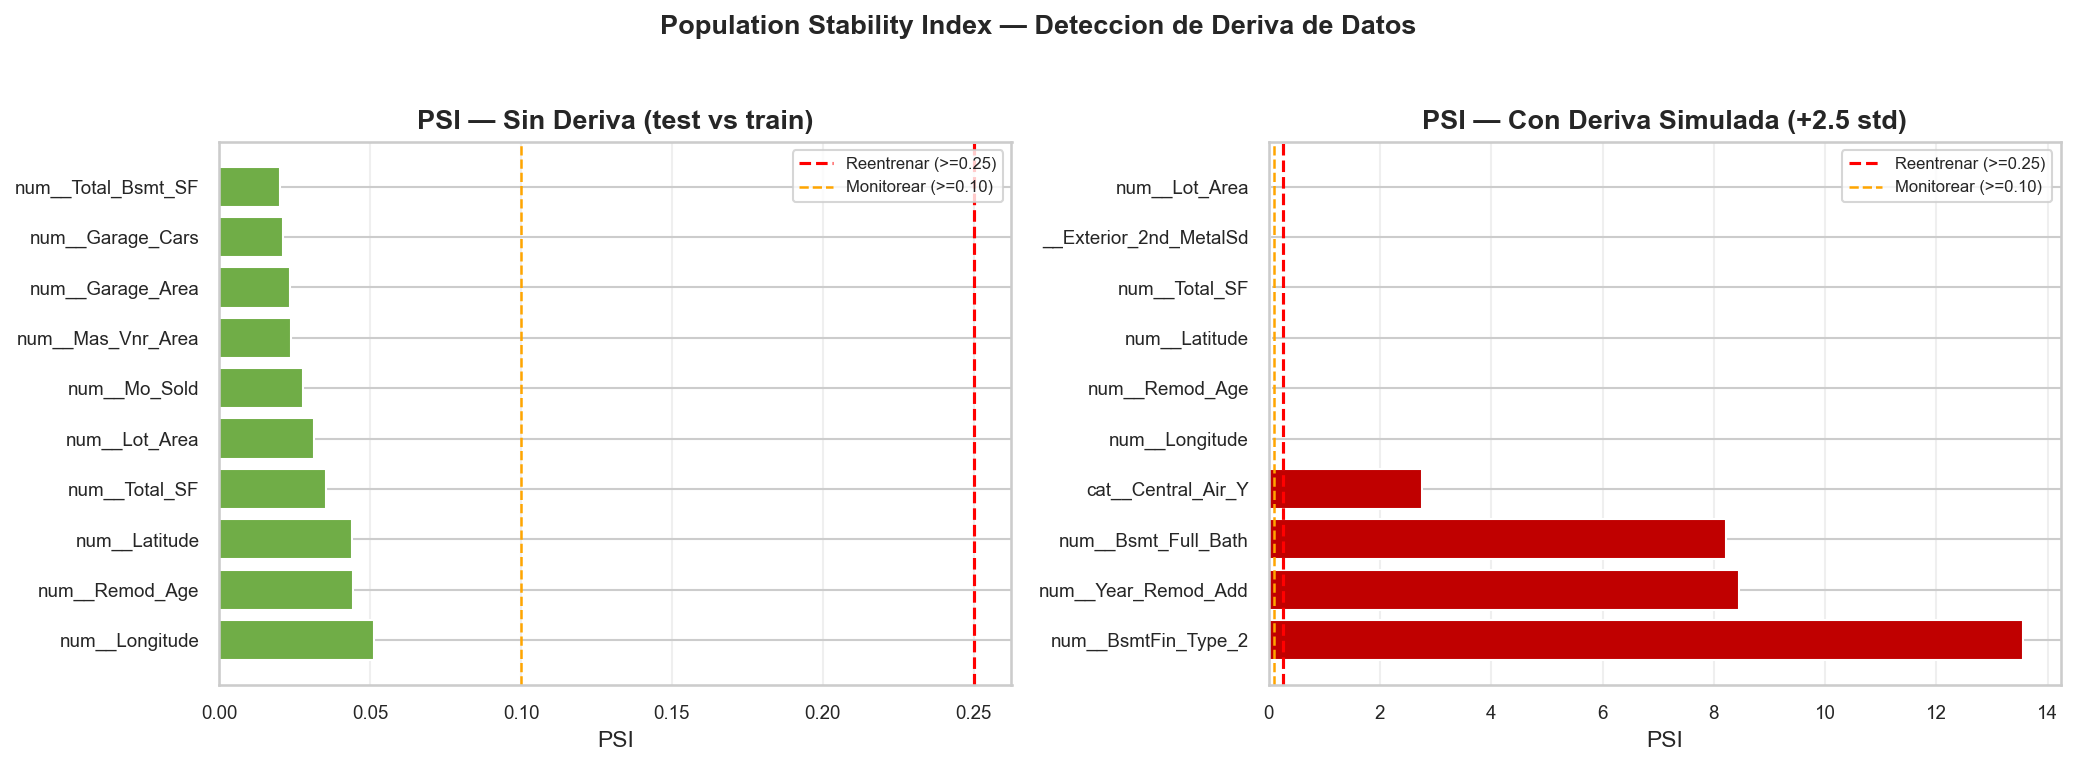 Population Stability Index — Deteccion de Deriva de Datos
PSI — Sin Deriva (test vs train)
Reentrenar (>=0.25)
Monitorear (>=0.10)
num__Total_Bsmt_SF
num__Garage_Cars
num__Garage_Area
num__Mas_Vnr_Area
num__Mo_Sold
num__Lot_Area
num__Total_SF
num__Latitude
num__Remod_Age
num__Longitude
0.00 0.05 0.10 0.15 0.20 0.25
PSI
PSI — Con Deriva Simulada (+2.5 std)
Reentrenar (>=0.25)
Monitorear (>=0.10)
num__Lot_Area
__Exterior_2nd_MetalSd
num__Total_SF
num__Latitude
num__Remod_Age
num__Longitude
cat__Central_Air_Y
num__Bsmt_Full_Bath
num__Year_Remod_Add
num__BsmtFin_Type_2
0 2 4 6 8 10 12 14
PSI